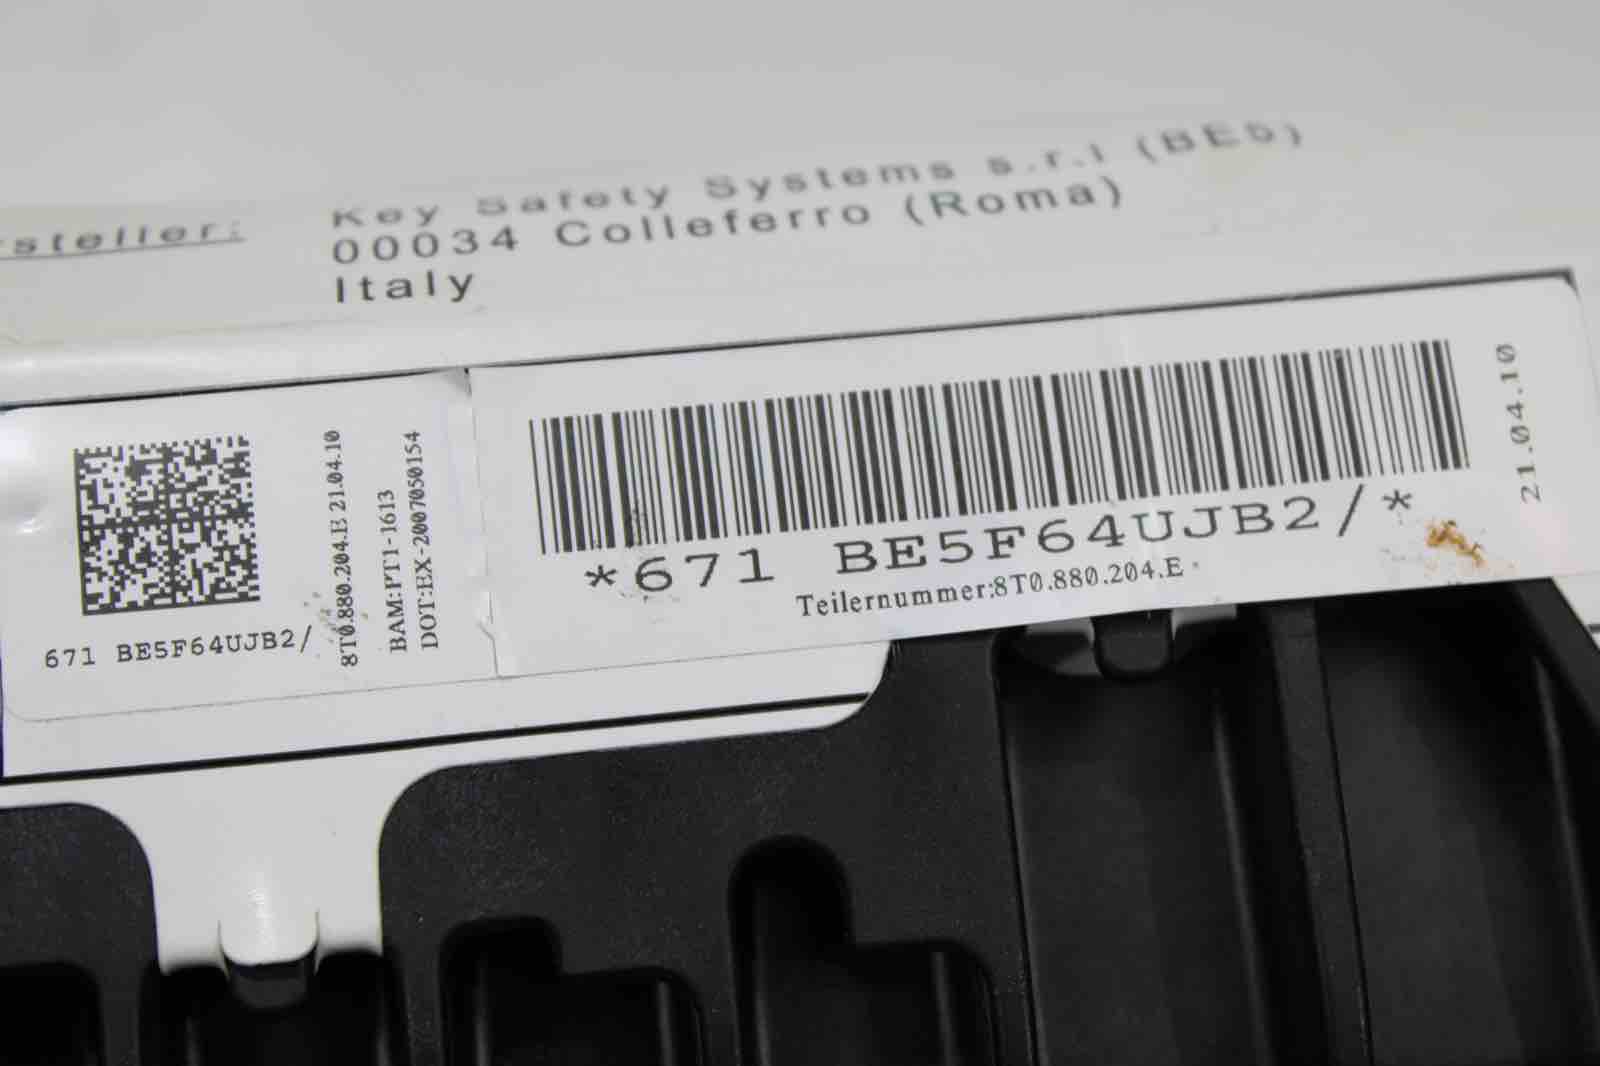 rsteller:
Key Safety Systems s.r.l (BE5)
00034 Colleferro (Roma)
Italy
671 BE5F64UJB2/
8T0.880.204.E 21.04.10
BAM:PT1-1613
DOT:EX-2007050154
*671 BE5F64UJB2/*
Teilernummer:8T0.880.204.E
21.04.10